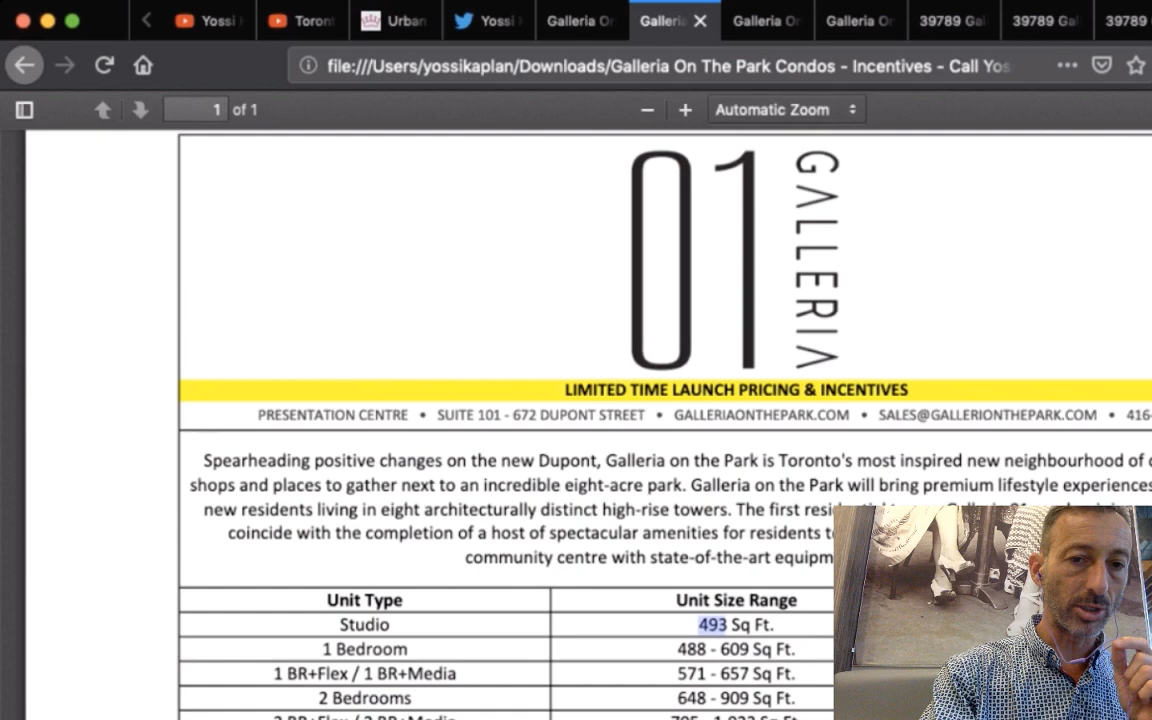 Yossi
Toron
Urban
Yossi
Galleria On
Galleria
Galleria On
Galleria On
39789 Gal
39789 Gal
39789
file:///Users/yossikaplan/Downloads/Galleria On The Park Condos - Incentives - Call Yos
1 of 1
Automatic Zoom
01
GALLERIA
LIMITED TIME LAUNCH PRICING & INCENTIVES
PRESENTATION CENTRE • SUITE 101 - 672 DUPONT STREET • GALLERIAONTHEPARK.COM • SALES@GALLERIONTHEPARK.COM • 416-
Spearheading positive changes on the new Dupont, Galleria on the Park is Toronto's most inspired new neighbourhood of
shops and places to gather next to an incredible eight-acre park. Galleria on the Park will bring premium lifestyle experiences
new residents living in eight architecturally distinct high-rise towers. The first
coincide with the completion of a host of spectacular amenities for residents
community centre with state-of-the-art equipm
Unit Type Unit Size Range
Studio 493 Sq Ft.
1 Bedroom 488 - 609 Sq Ft.
1 BR+Flex / 1 BR+Media 571 - 657 Sq Ft.
2 Bedrooms 648 - 909 Sq Ft.